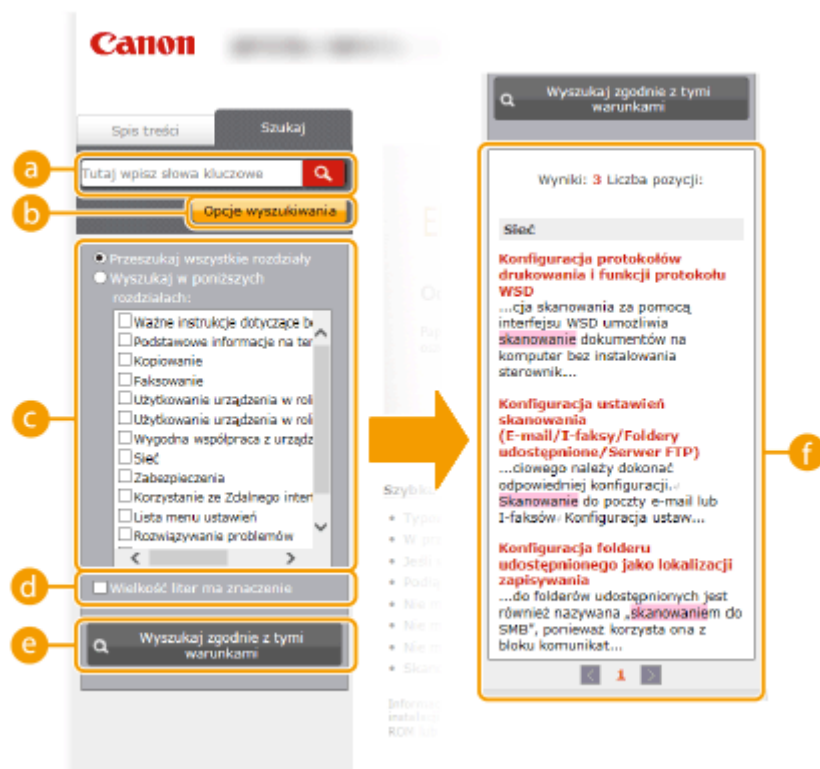 Canon
Spis treści
Szukaj
a
Tutaj wpisz słowa kluczowe
b
Opcje wyszukiwania
c
Przeszukaj wszystkie rozdziały
Wyszukaj w poniższych
rozdziałach:
Ważne instrukcje dotyczące be
Podstawowe informacje na ten
Kopiowanie
Faksowanie
Użytkowanie urządzenia w roli
Użytkowanie urządzenia w roli
Wygodna współpraca z urządz
Sieć
Zabezpieczenia
Korzystanie ze Zdalnego inter
Lista menu ustawień
Rozwiązywanie problemów
d
Wielkość liter ma znaczenie
e
Wyszukaj zgodnie z tymi
warunkami
Szybk
Wyszukaj zgodnie z tymi
warunkami
f
Wyniki: 3 Liczba pozycji:
Sieć
Konfiguracja protokołów
drukowania i funkcji protokołu
WSD
...cja skanowania za pomocą
interfejsu WSD umożliwia
skanowanie dokumentów na
komputer bez instalowania
sterownik...
Konfiguracja ustawień
skanowania
(E-mail/I-faksy/Foldery
udostępnione/Serwer FTP)
...ciowego należy dokonać
odpowiedniej konfiguracji.
Skanowanie do poczty e-mail lub
I-faksów Konfiguracja ustaw...
Konfiguracja folderu
udostępnionego jako lokalizacji
zapisywania
...do folderów udostępnionych jest
również nazywana „skanowaniem do
SMB”, ponieważ korzysta ona z
bloku komunikat...
1